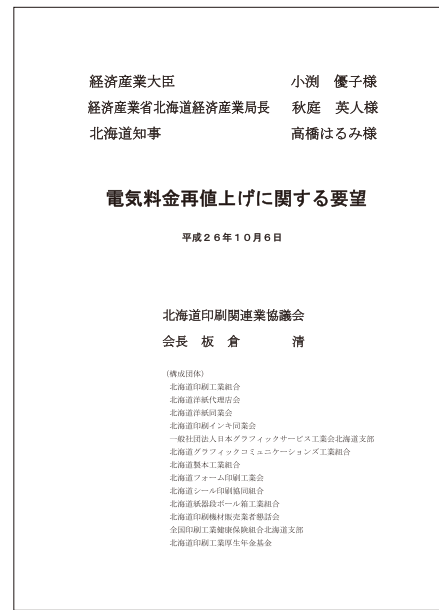 経済産業大臣　小渕　優子様
経済産業省北海道経済産業局長　秋庭　英人様
北海道知事　高橋はるみ様
電気料金再値上げに関する要望
平成２６年１０月６日
北海道印刷関連業協議会
会長　板　倉　　清
（構成団体）
北海道印刷工業組合
北海道洋紙代理店会
北海道洋紙同業会
北海道印刷インキ同業会
一般社団法人日本グラフィックサービス工業会北海道支部
北海道グラフィックコミュニケーションズ工業組合
北海道製本工業組合
北海道フォーム印刷工業会
北海道シール印刷協同組合
北海道紙器段ボール箱工業組合
北海道印刷機材販売業者懇話会
全国印刷工業健康保険組合北海道支部
北海道印刷工業厚生年金基金